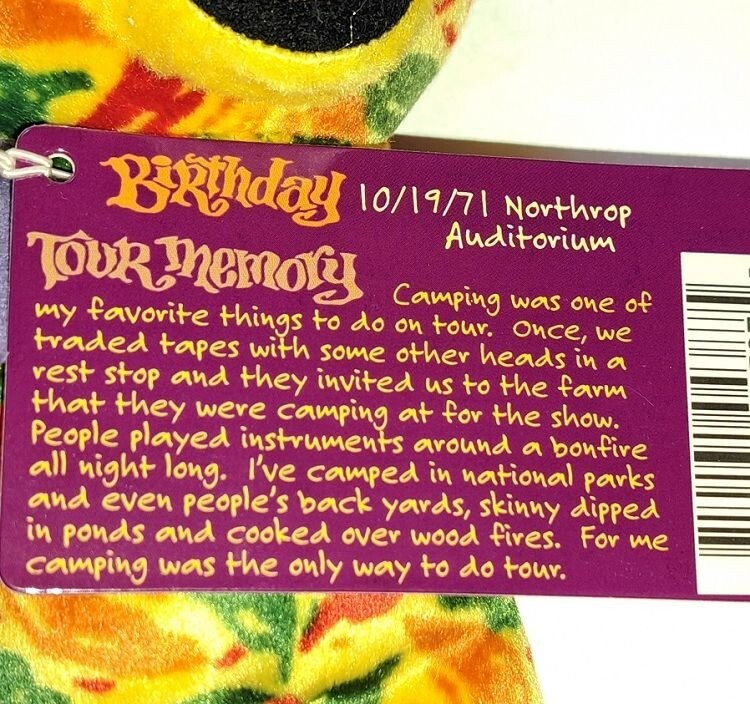 Birthday 10/19/71 Northrop
Auditorium
Tour Memory Camping was one of
my favorite things to do on tour. Once, we
traded tapes with some other heads in a
rest stop and they invited us to the farm
that they were camping at for the show.
People played instruments around a bonfire
all night long. I've camped in national parks
and even people's back yards, skinny dipped
in ponds and cooked over wood fires. For me
camping was the only way to do tour.